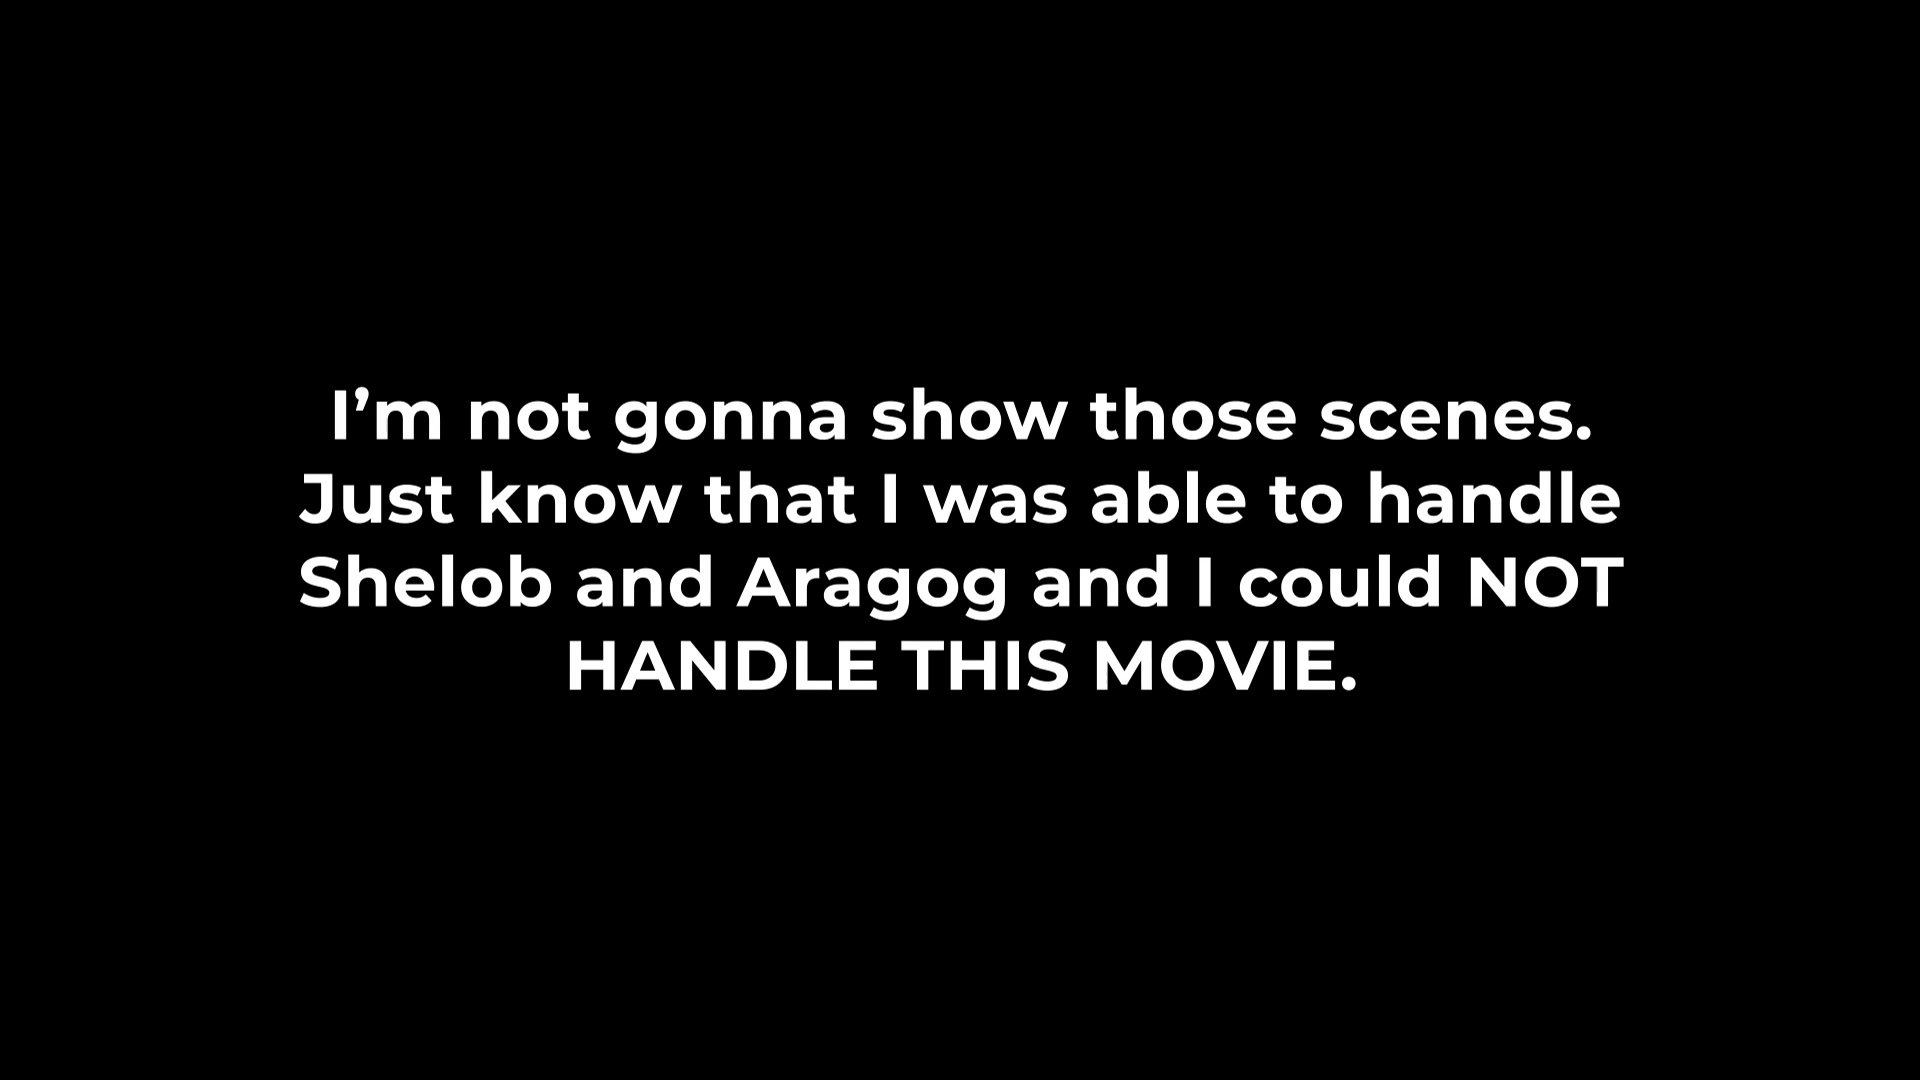 I’m not gonna show those scenes.
Just know that I was able to handle
Shelob and Aragog and I could NOT
HANDLE THIS MOVIE.